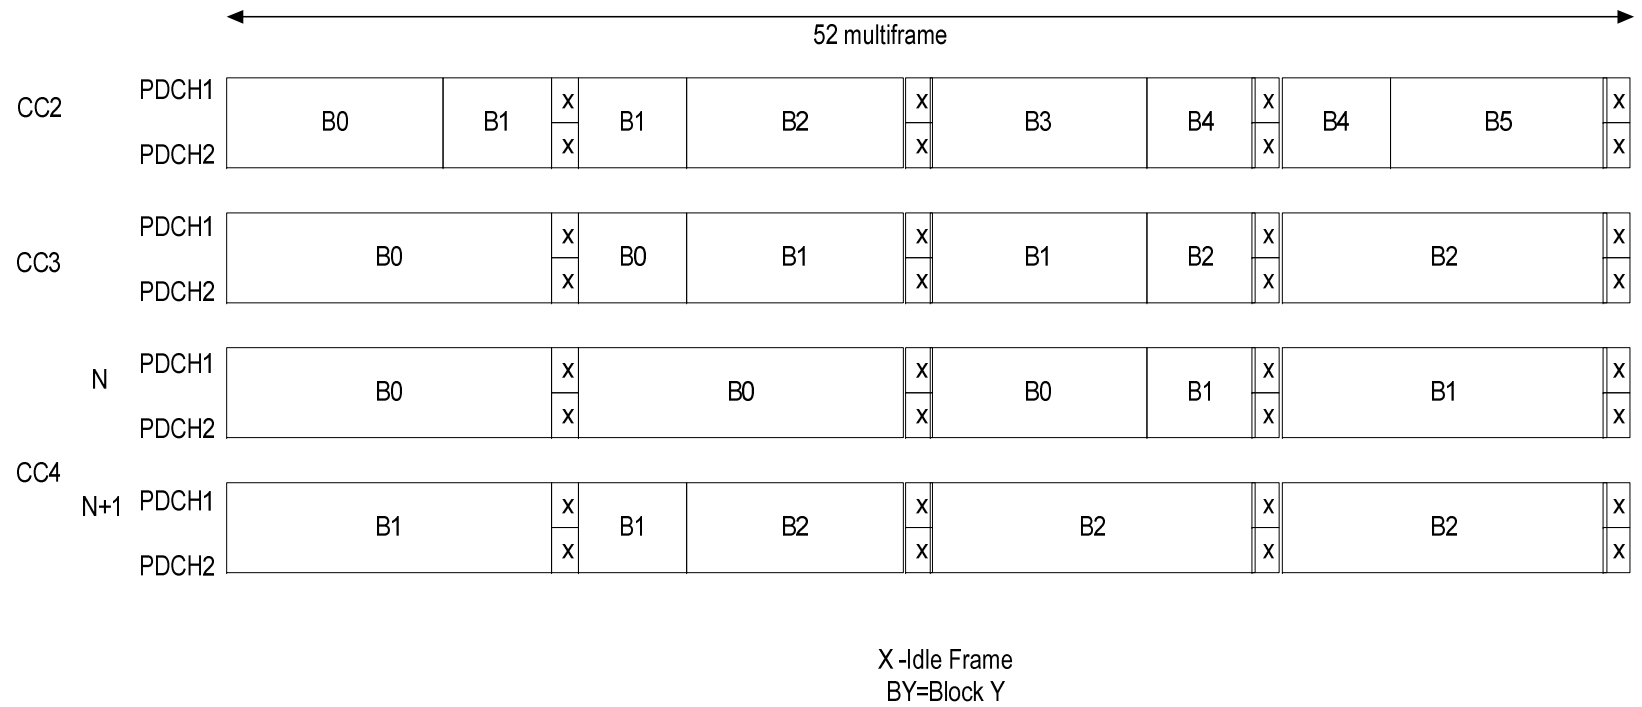 52 multiframe
CC2
PDCH1
PDCH2
B0 B1 x x B1 B2 x x B3 B4 x x B4 B5 x x
CC3
PDCH1
PDCH2
B0 x x B0 B1 x x B1 B2 x x B2 x x
CC4
N
PDCH1
PDCH2
B0 x x B0 x x B0 B1 x x B1 x x
N+1
PDCH1
PDCH2
B1 x x B1 B2 x x B2 x x B2 x x
X -Idle Frame
BY=Block Y